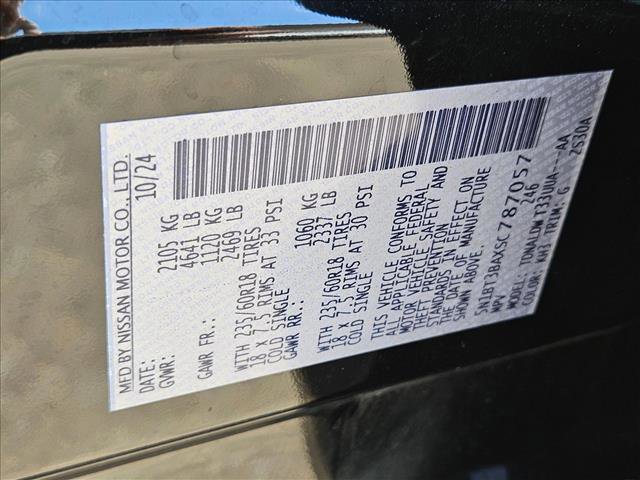 MFD BY NISSAN MOTOR CO., LTD.
DATE: 10/24
GVWR: 2105 KG
4641 LB
GAWR FR.: 1120 KG
2469 LB
WITH 235/60R18 TIRES
18 X 7.5 RIMS AT 33 PSI
COLD SINGLE
GAWR RR.: 1060 KG
2337 LB
WITH 235/60R18 TIRES
18 X 7.5 RIMS AT 30 PSI
COLD SINGLE
THIS VEHICLE CONFORMS TO
ALL APPLICABLE FEDERAL
MOTOR VEHICLE SAFETY AND
THEFT PREVENTION
STANDARDS IN EFFECT ON
THE DATE OF MANUFACTURE
SHOWN ABOVE.
5N1BT3BAXSC787057
MPV 246
MODEL: TDNALDW T33UUA---AA
COLOR: KH3 TRIM: G 2S30A